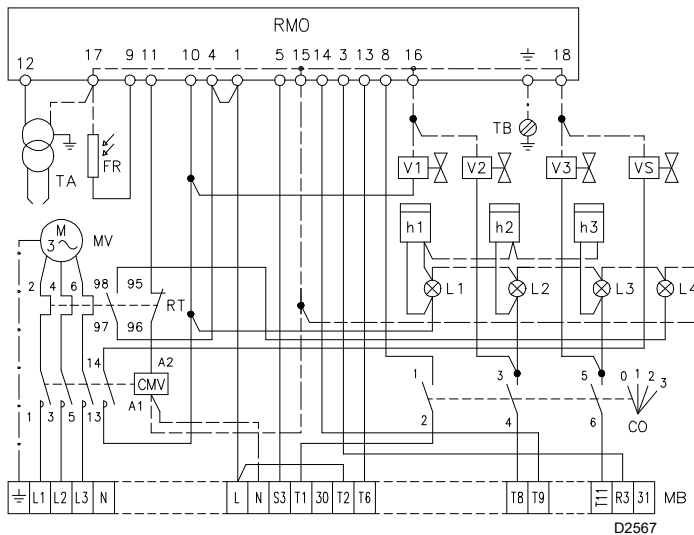 RMO
12 17 9 11 10 4 1 5 15 14 3 13 8 16 18
TB
TA
FR
V1 V2 V3 VS
h1 h2 h3
M
3
MV
2 4 6 98 95
L1 L2 L3 L4
RT
97 96
14
A2
CMV
A1
1 3 5 13
1 3 5
0 1 2 3
2 4 6
CO
L1 L2 L3 N L N S3 T1 30 T2 T6 T8 T9 T11 R3 31 MB
D2567